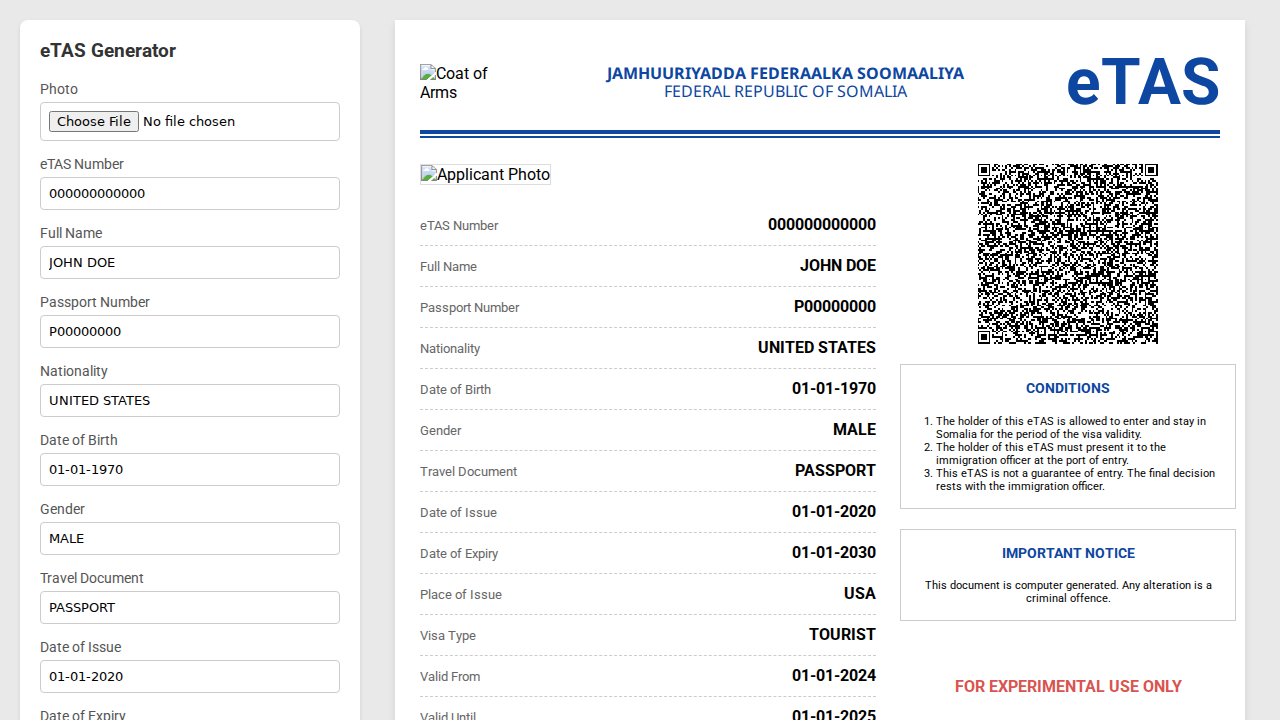 eTAS Generator
Photo
Choose File No file chosen
eTAS Number
000000000000
Full Name
JOHN DOE
Passport Number
P00000000
Nationality
UNITED STATES
Date of Birth
01-01-1970
Gender
MALE
Travel Document
PASSPORT
Date of Issue
01-01-2020
Date of Expiry
Coat of
Arms
JAMHUURIYADDA FEDERAALKA SOOMAALIYA
FEDERAL REPUBLIC OF SOMALIA
eTAS
Applicant Photo
eTAS Number 000000000000
Full Name JOHN DOE
Passport Number P00000000
Nationality UNITED STATES
Date of Birth 01-01-1970
Gender MALE
Travel Document PASSPORT
Date of Issue 01-01-2020
Date of Expiry 01-01-2030
Place of Issue USA
Visa Type TOURIST
Valid From 01-01-2024
Valid Until 01-01-2025
CONDITIONS
1. The holder of this eTAS is allowed to enter and stay in
Somalia for the period of the visa validity.
2. The holder of this eTAS must present it to the
immigration officer at the port of entry.
3. This eTAS is not a guarantee of entry. The final decision
rests with the immigration officer.
IMPORTANT NOTICE
This document is computer generated. Any alteration is a
criminal offence.
FOR EXPERIMENTAL USE ONLY